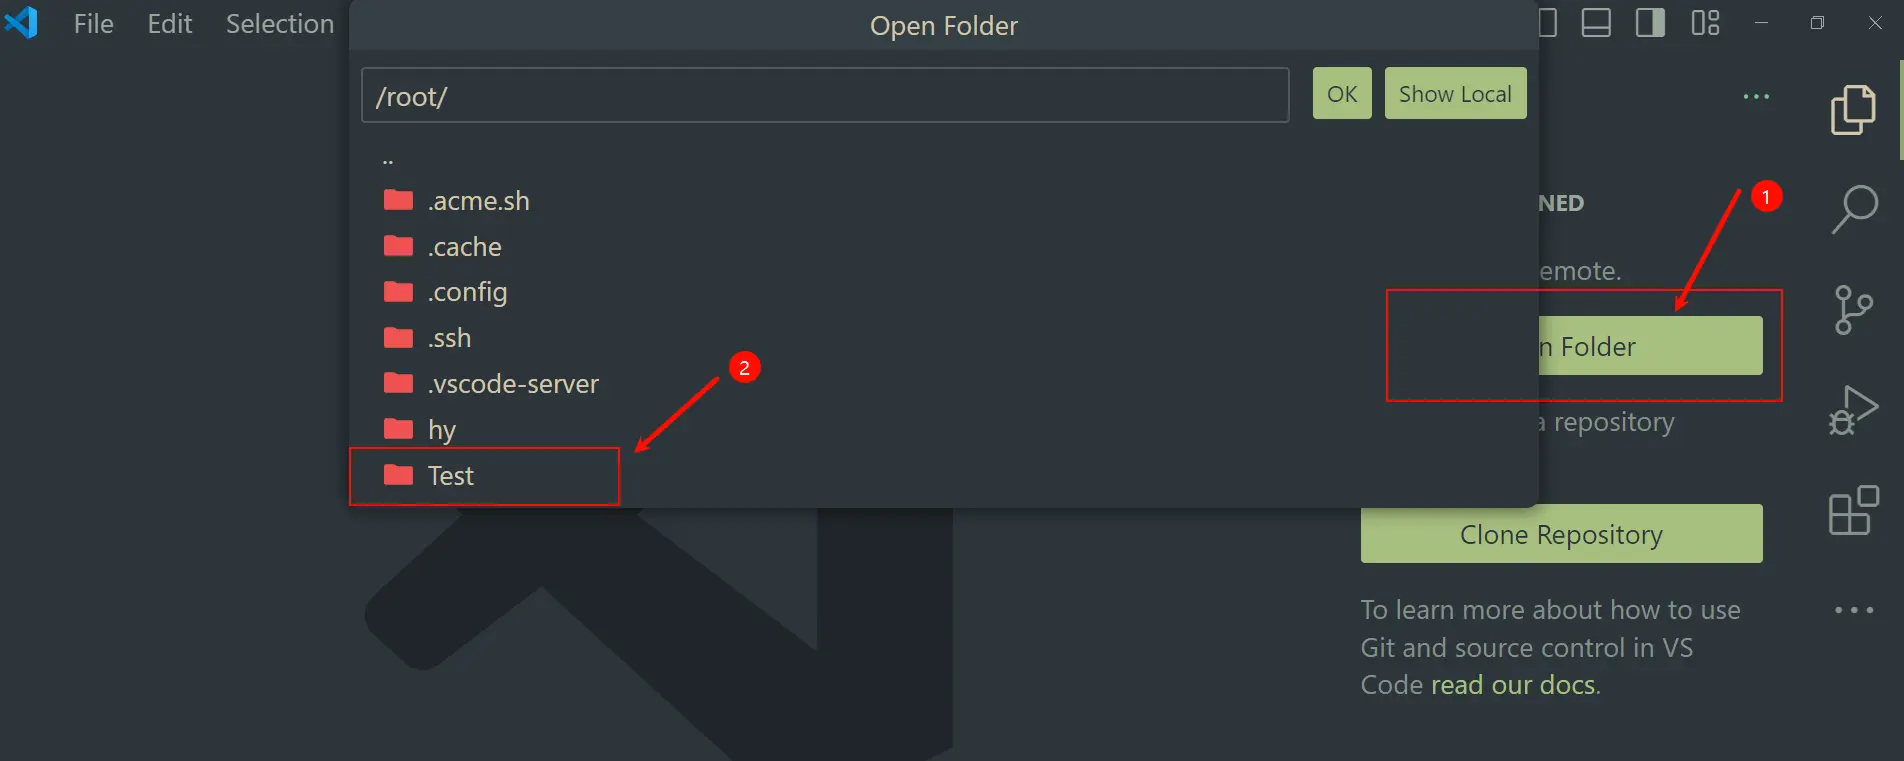 File Edit Selection
Open Folder
/root/
OK
Show Local
..
.acme.sh
.cache
.config
.ssh
.vscode-server
hy
Test
2
1
NED
emote.
n Folder
a repository
Clone Repository
To learn more about how to use
Git and source control in VS
Code read our docs.